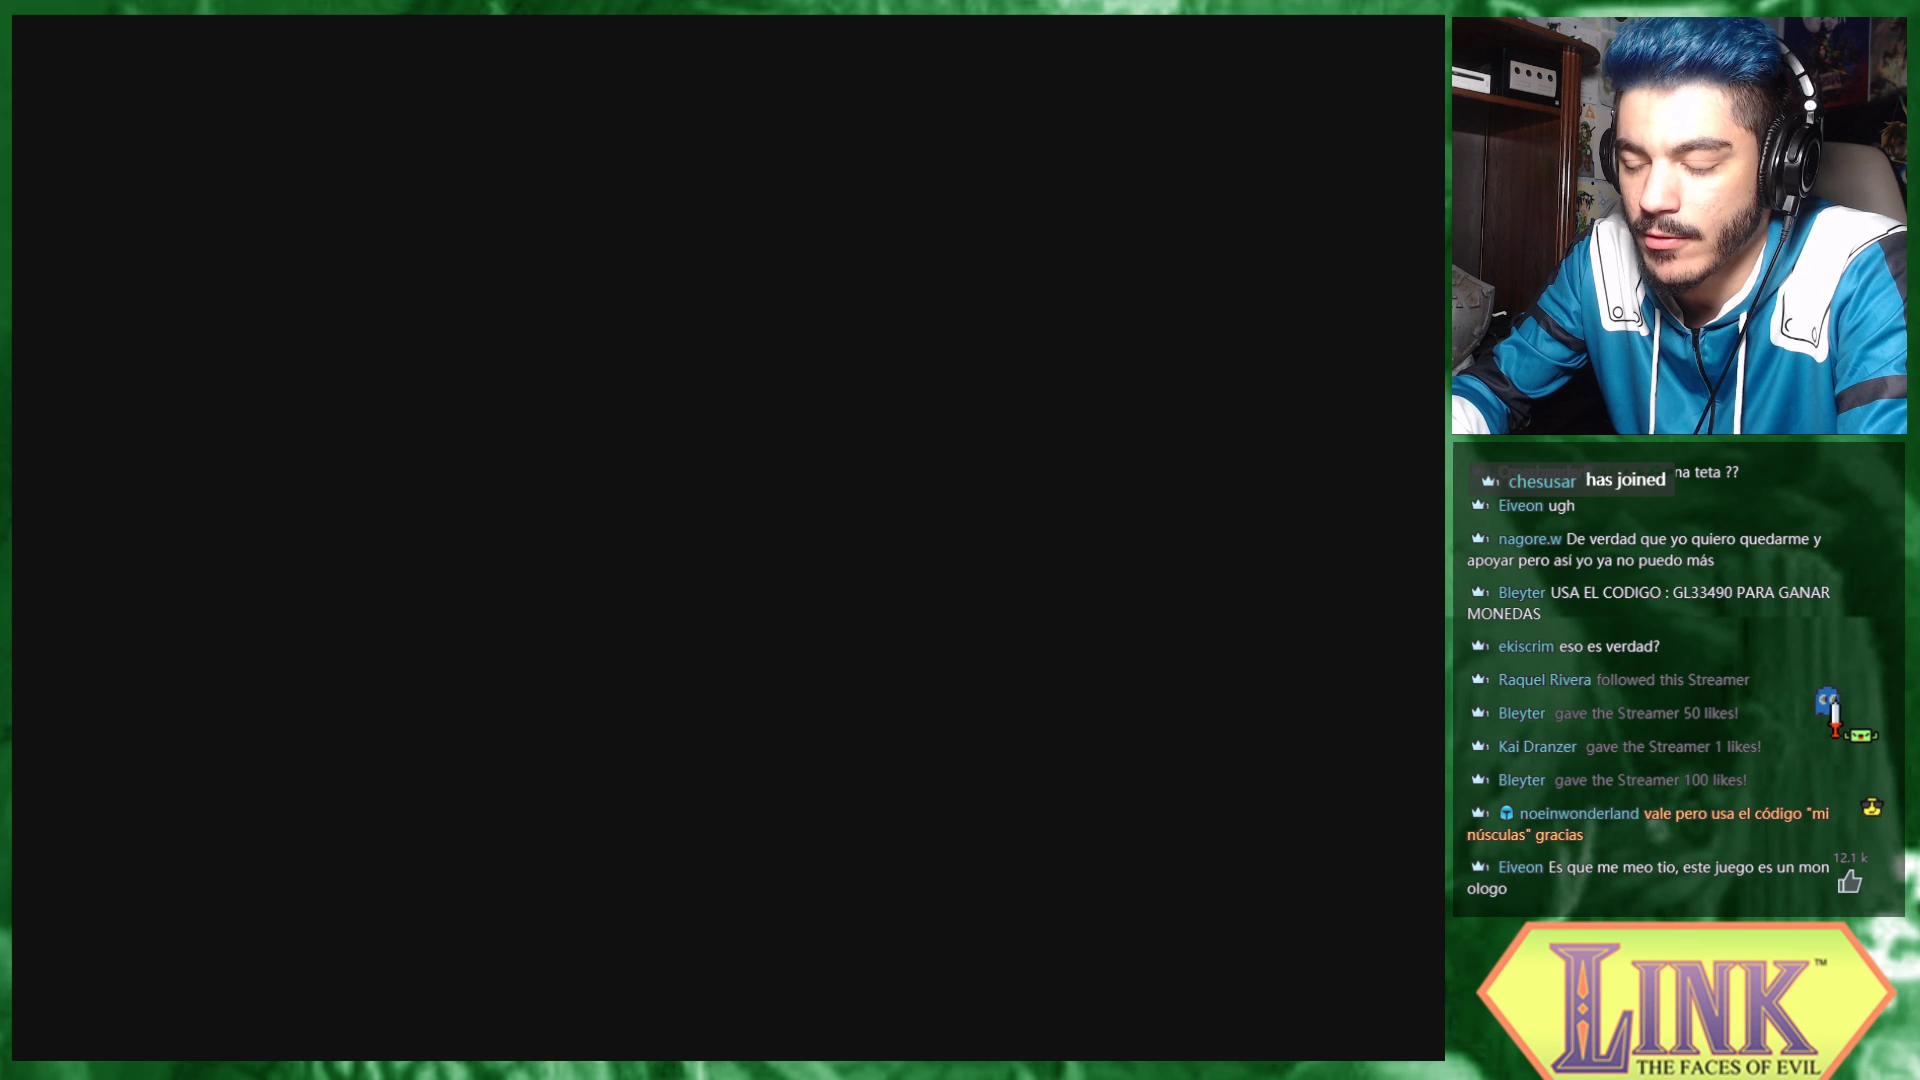 na teta ??
chesusar has joined
Eiveon ugh
nagore.w De verdad que yo quiero quedarme y
apoyar pero así yo ya no puedo más
Bleyter USA EL CODIGO : GL33490 PARA GANAR
MONEDAS
ekiscrim eso es verdad?
Raquel Rivera followed this Streamer
Bleyter gave the Streamer 50 likes!
Kai Dranzer gave the Streamer 1 likes!
Bleyter gave the Streamer 100 likes!
noeinwonderland vale pero usa el código "mi
núsculas" gracias
Eiveon Es que me meo tio, este juego es un mon
ologo
12.1 k
LINK™
THE FACES OF EVIL